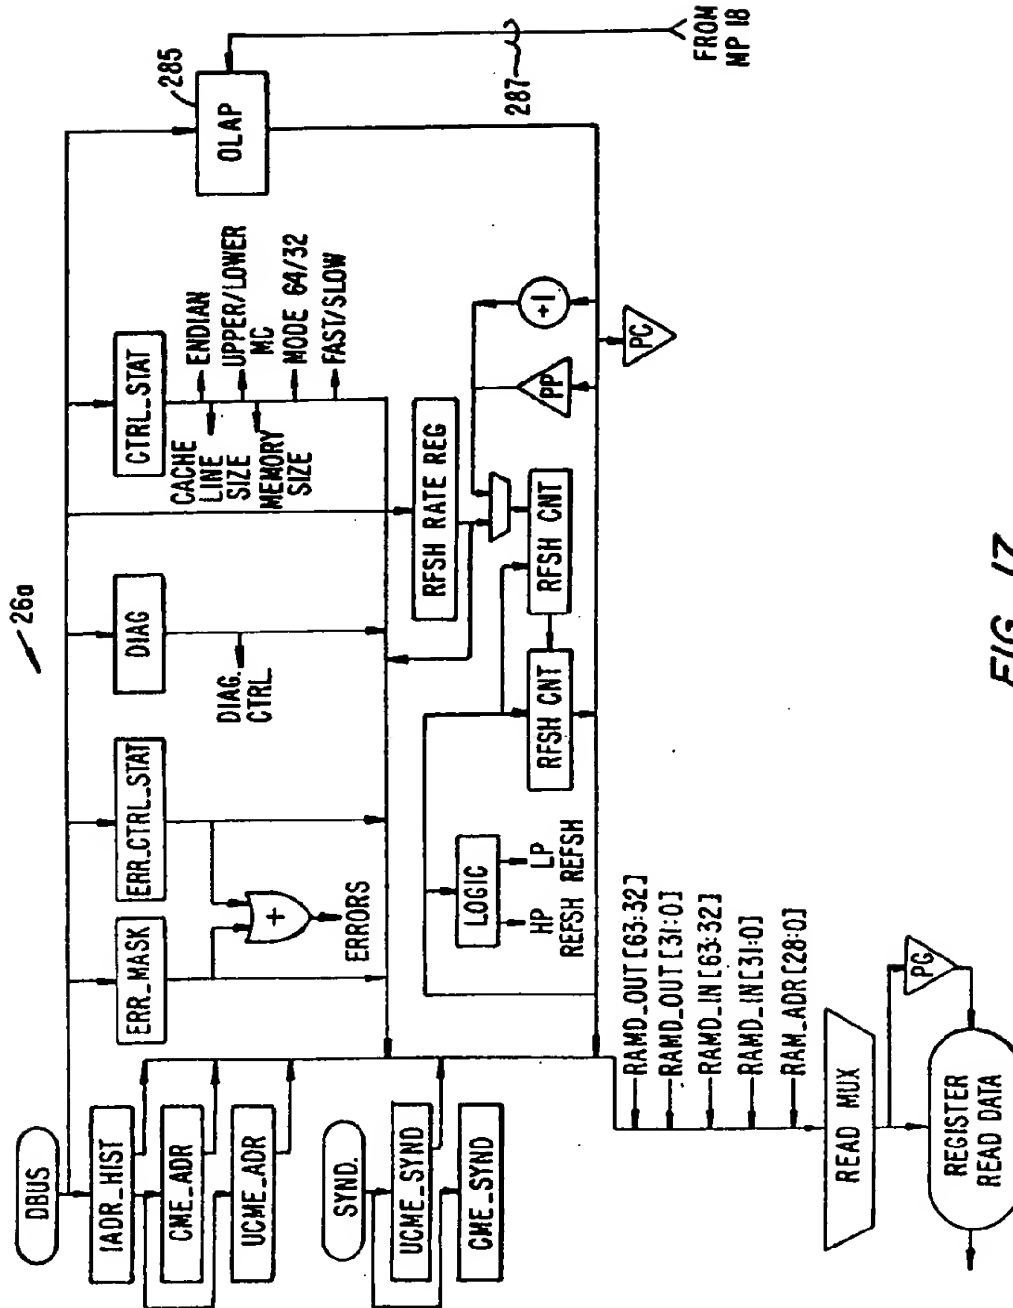 26a
DBUS
IADR_HIST
CME_ADR
UCME_ADR
SYND.
UCME_SYND
CME_SYND
ERR_MASK
ERR_CTRL_STAT
+
ERRORS
DIAG
DIAG.
CTRL.
CTRL_STAT
ENDIAN
CACHE
LINE
SIZE
UPPER/LOWER
MC
MEMORY
SIZE
MODE 64/32
FAST/SLOW
OLAP
285
287
FROM
MP 18
RFSH RATE REG
RFSH CNT
RFSH CNT
PP
+1
PC
LOGIC
HP
REFSH
LP
REFSH
RAMD_OUT[63:32]
RAMD_OUT[31:0]
RAMD_IN[63:32]
RAMD_IN[31:0]
RAM_ADR[28:0]
READ MUX
PG
REGISTER
READ DATA
FIG. 17